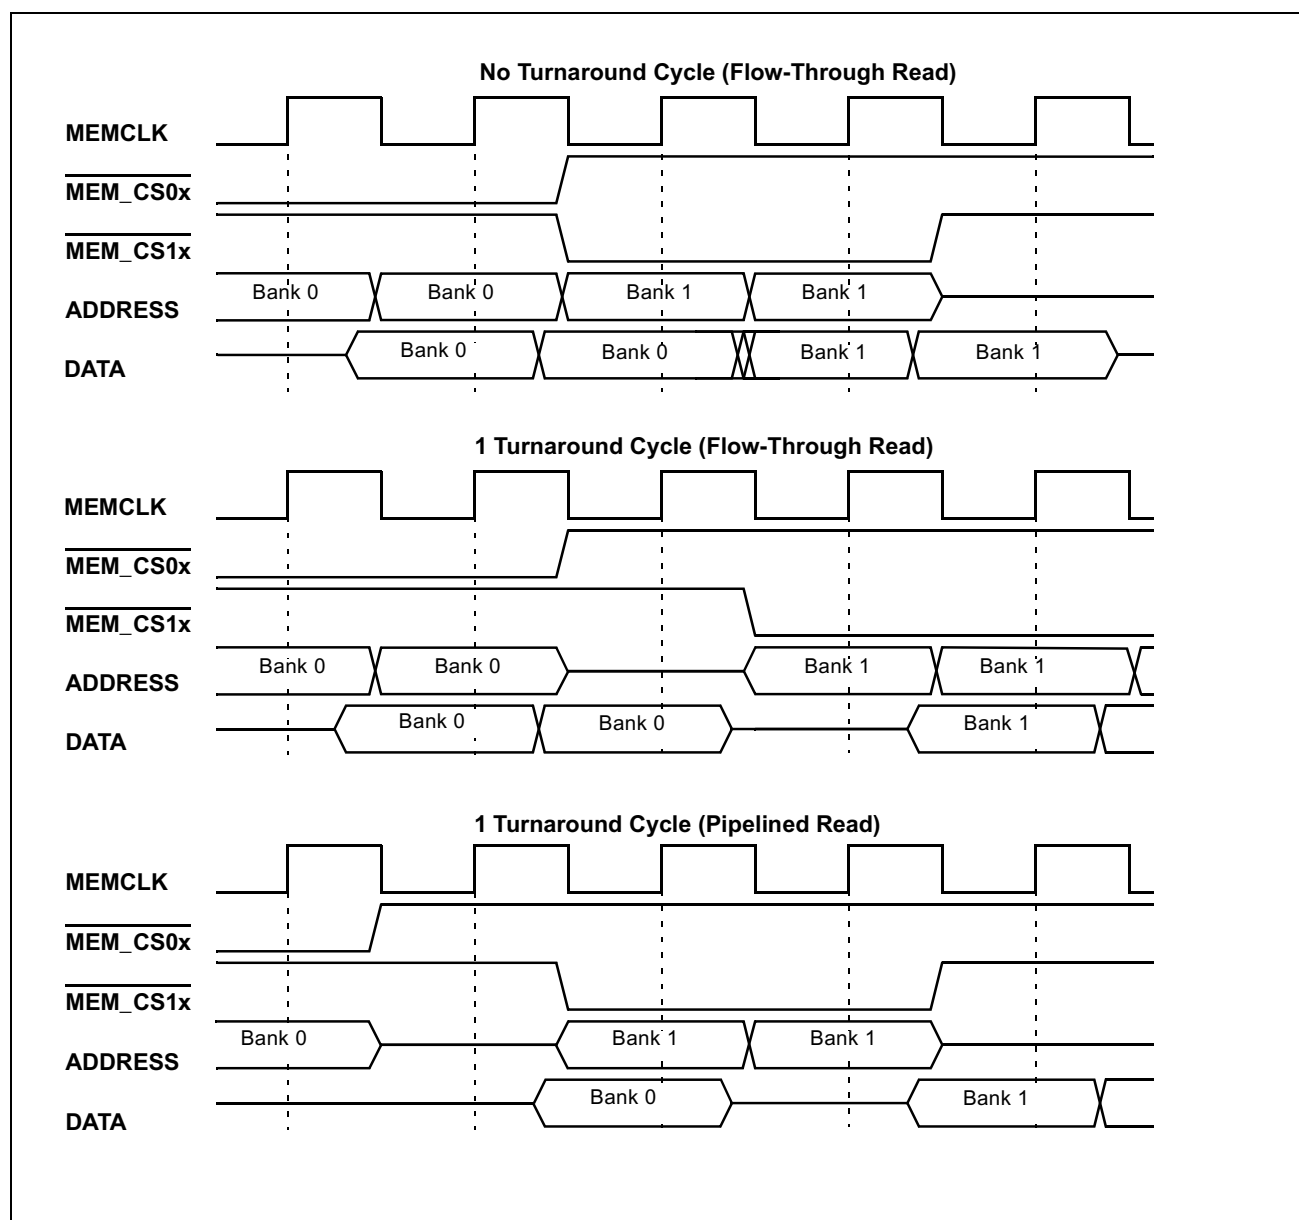 No Turnaround Cycle (Flow-Through Read)
MEMCLK
MEM_CS0x
MEM_CS1x
ADDRESS Bank 0 Bank 0 Bank 1 Bank 1
DATA Bank 0 Bank 0 Bank 1 Bank 1
1 Turnaround Cycle (Flow-Through Read)
MEMCLK
MEM_CS0x
MEM_CS1x
ADDRESS Bank 0 Bank 0 Bank 1 Bank 1
DATA Bank 0 Bank 0 Bank 1
1 Turnaround Cycle (Pipelined Read)
MEMCLK
MEM_CS0x
MEM_CS1x
ADDRESS Bank 0 Bank 1 Bank 1
DATA Bank 0 Bank 1